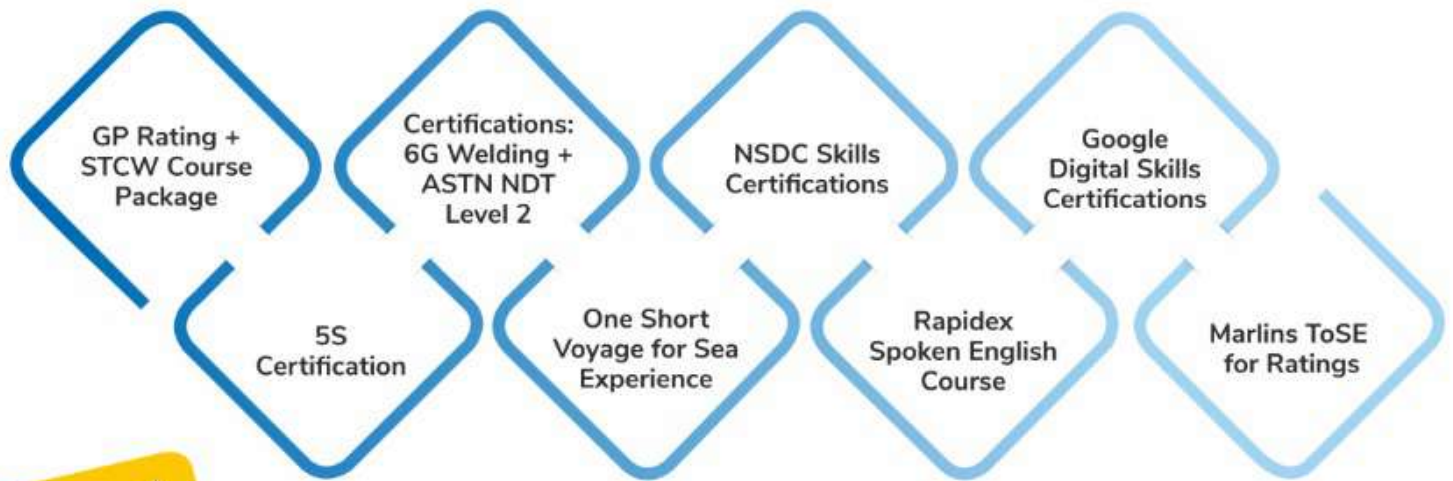 GP Rating +
STCW Course
Package
Certifications:
6G Welding +
ASTN NDT
Level 2
NSDC Skills
Certifications
Google
Digital Skills
Certifications
5S
Certification
One Short
Voyage for Sea
Experience
Rapidex
Spoken English
Course
Marlins ToSE
for Ratings